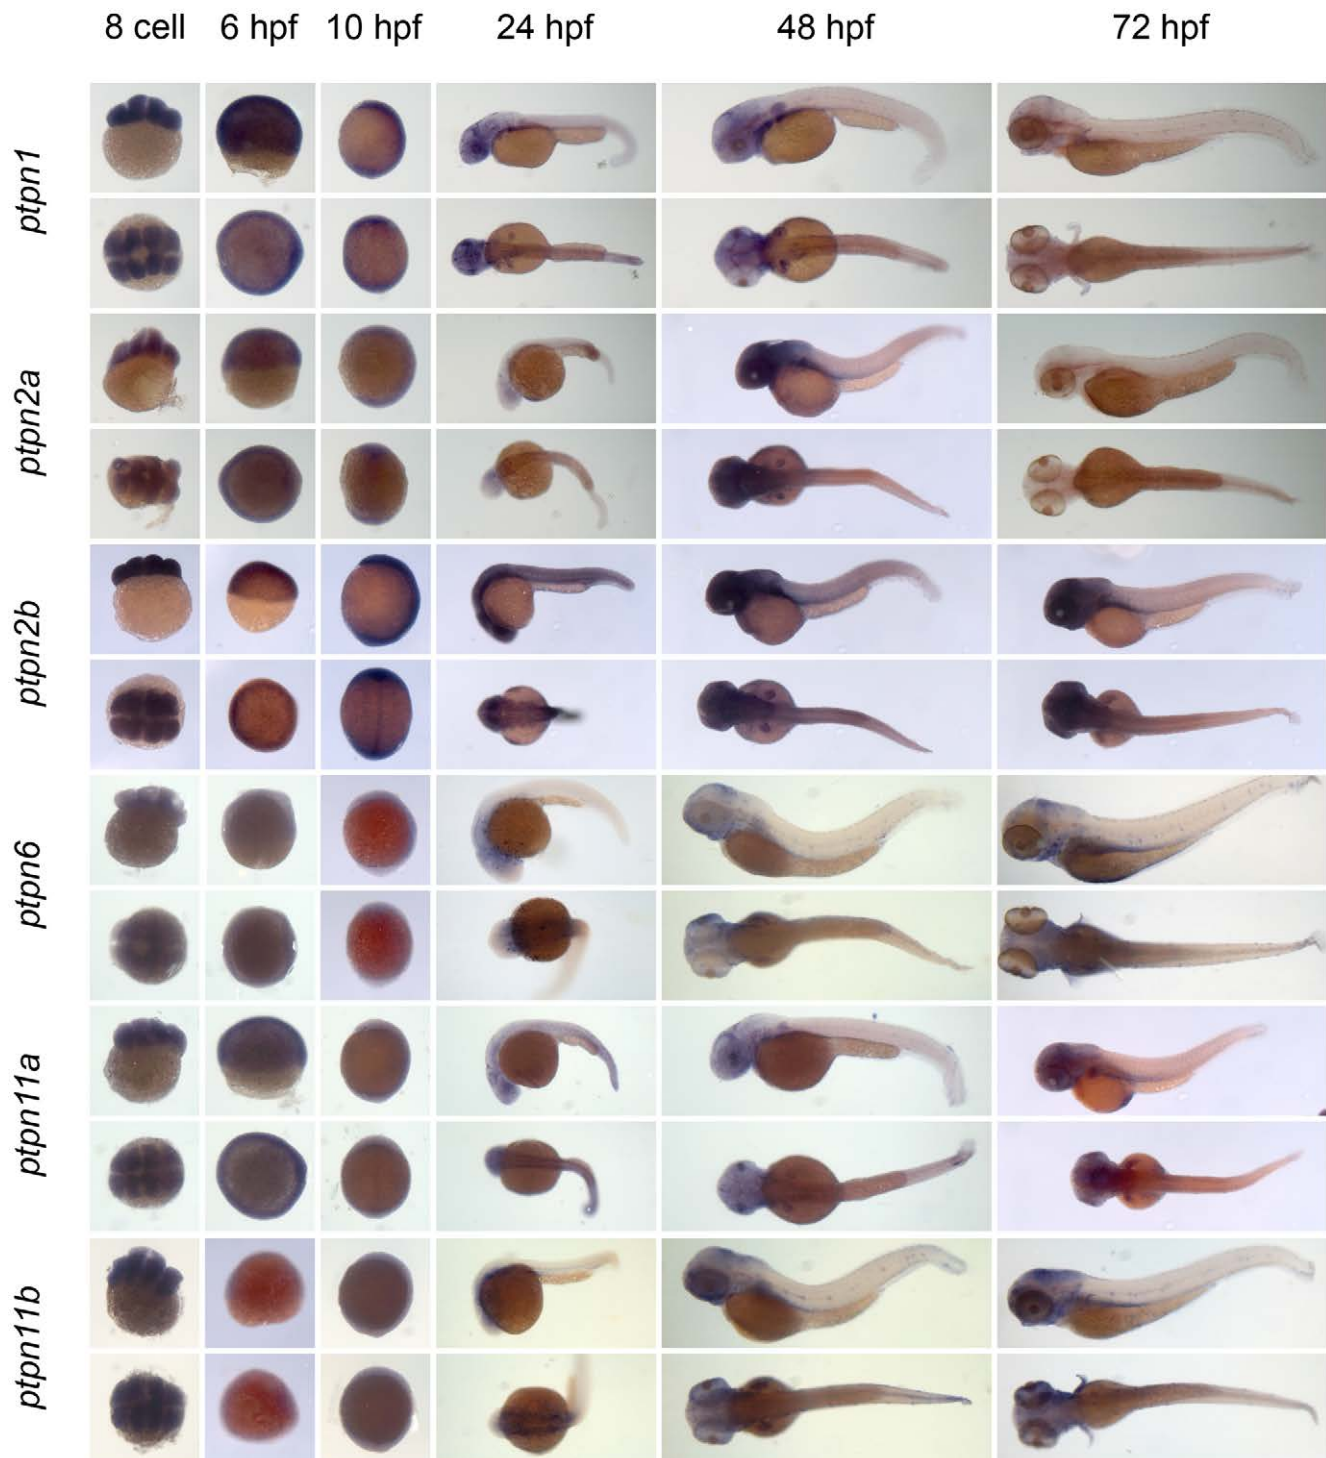 8 cell 6 hpf 10 hpf 24 hpf 48 hpf 72 hpf
ptpn1
ptpn2a
ptpn2b
ptpn6
ptpn11a
ptpn11b